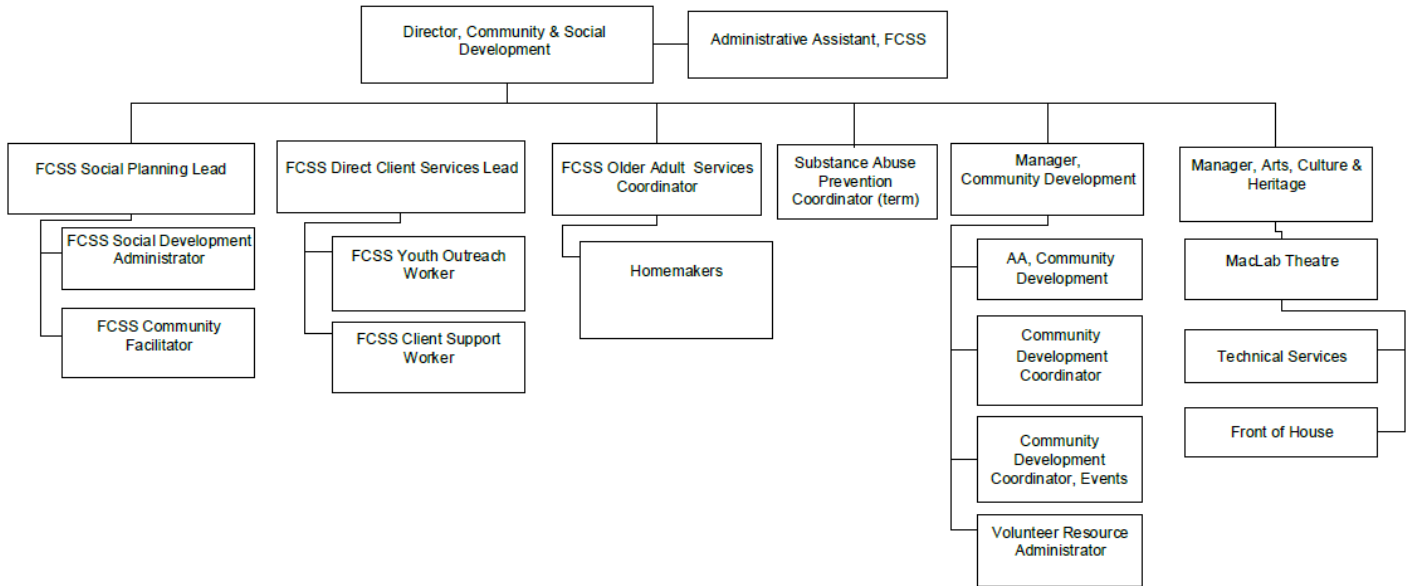 Director, Community & Social
Development
Administrative Assistant, FCSS
FCSS Social Planning Lead
FCSS Direct Client Services Lead
FCSS Older Adult Services
Coordinator
Substance Abuse
Prevention
Coordinator (term)
Manager,
Community Development
Manager, Arts, Culture &
Heritage
FCSS Social Development
Administrator
FCSS Community
Facilitator
FCSS Youth Outreach
Worker
FCSS Client Support
Worker
Homemakers
AA, Community
Development
Community
Development
Coordinator
Community
Development
Coordinator, Events
Volunteer Resource
Administrator
MacLab Theatre
Technical Services
Front of House